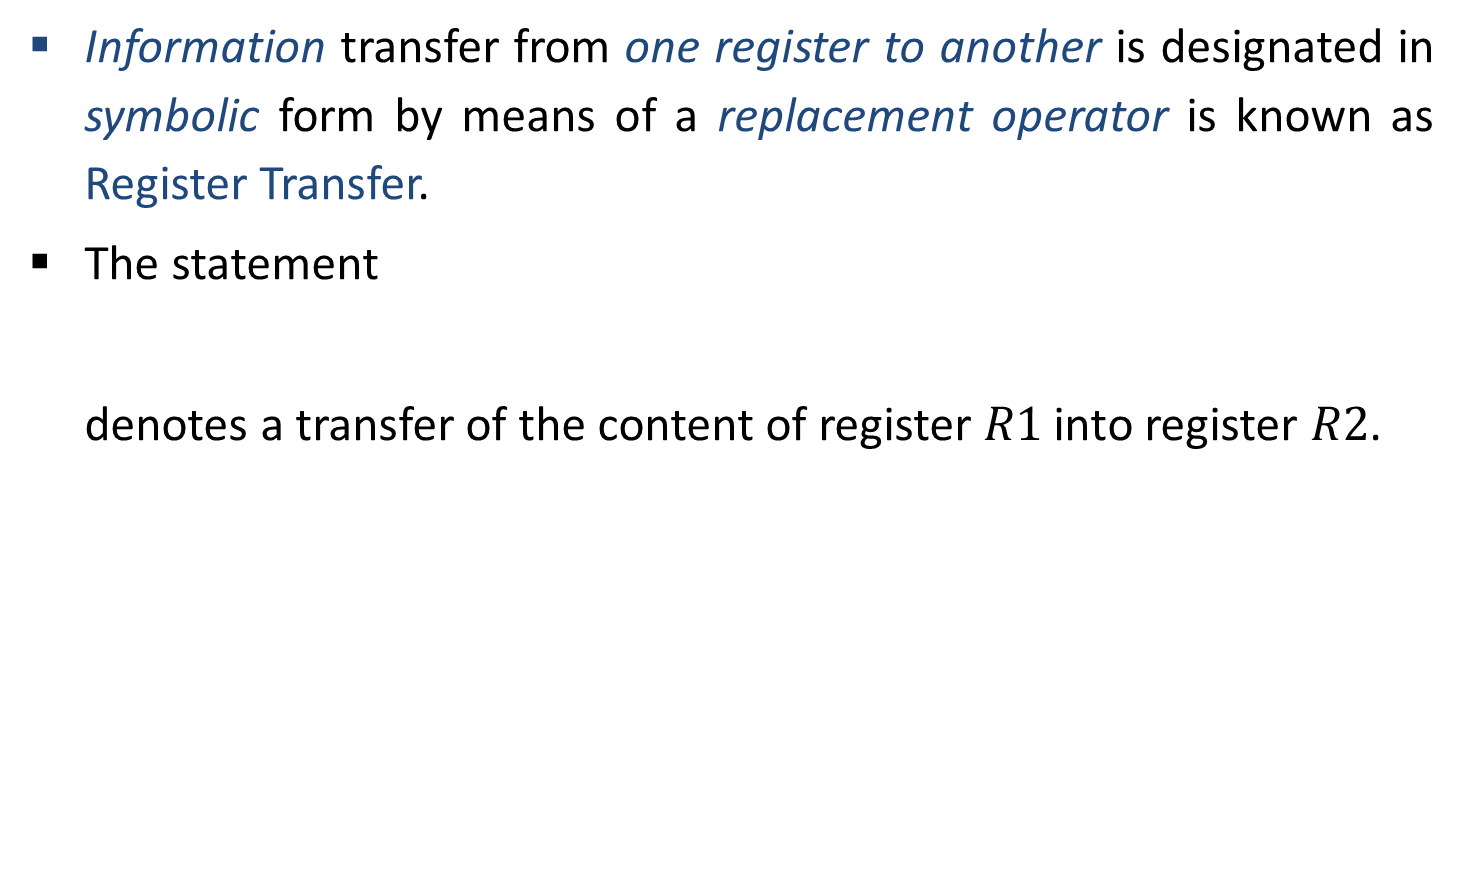 ▪ Information transfer from one register to another is designated in
symbolic form by means of a replacement operator is known as
Register Transfer.
▪ The statement
denotes a transfer of the content of register R1 into register R2.